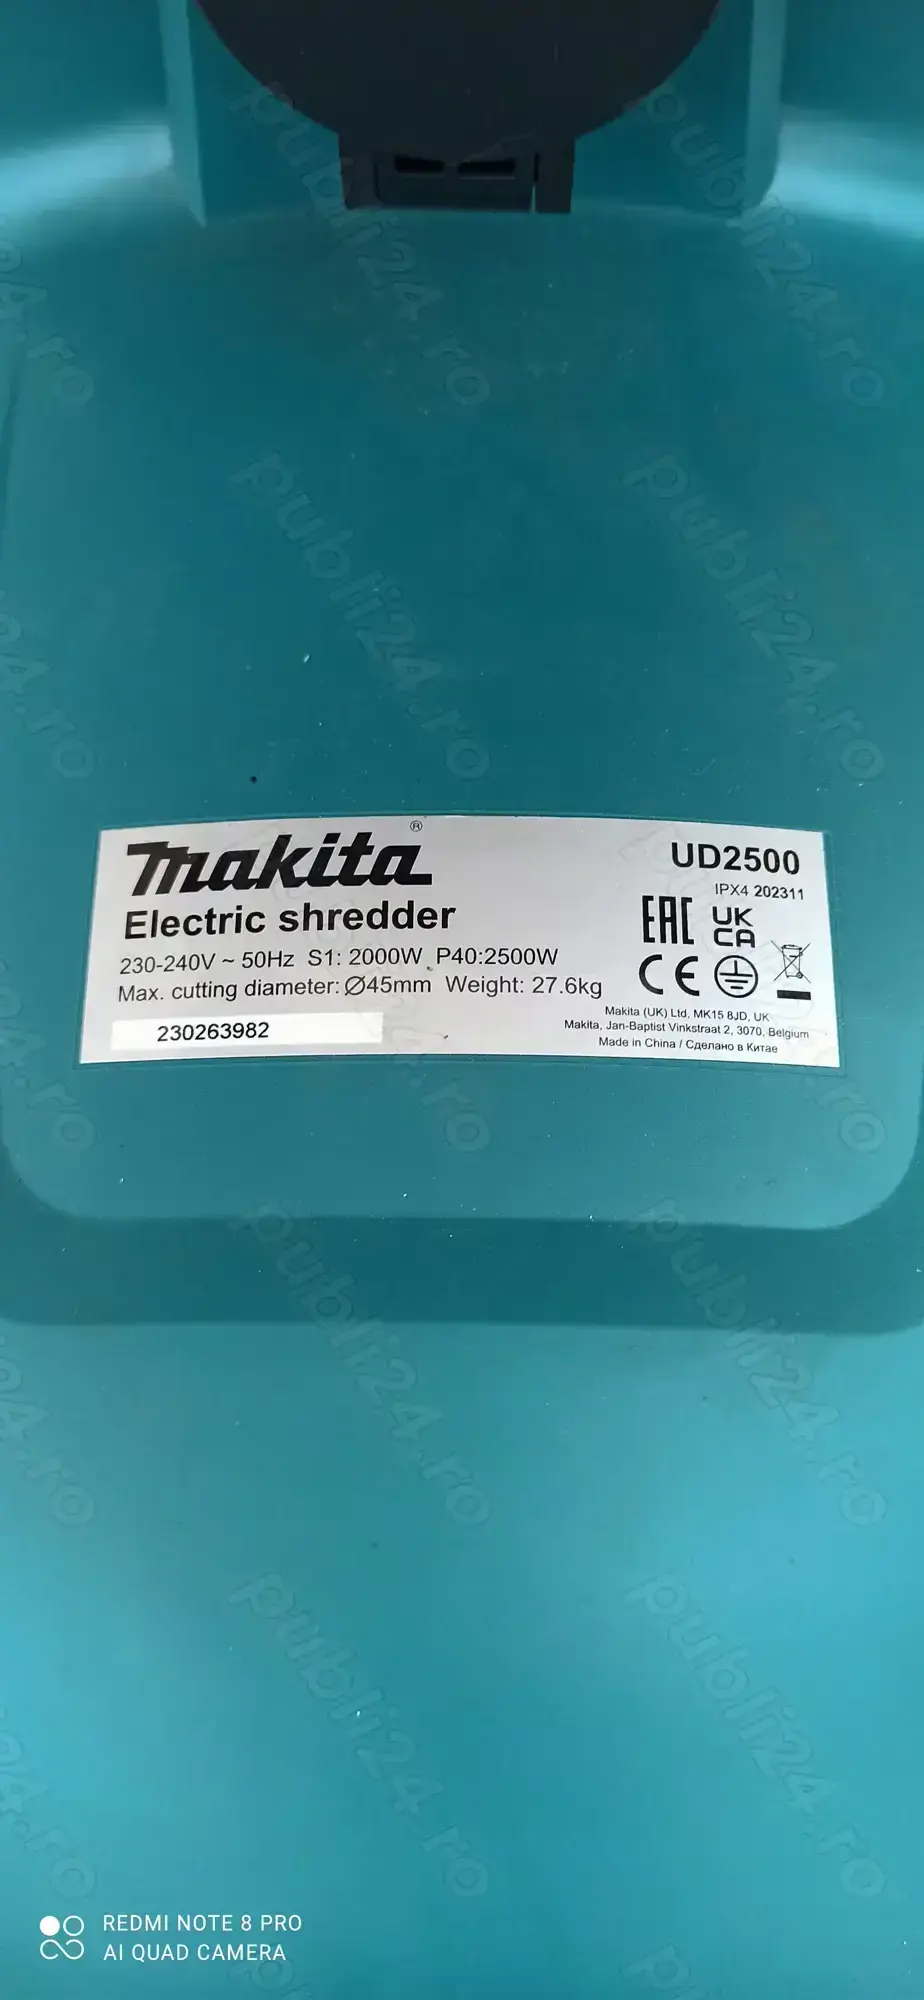 makita®
UD2500
Electric shredder
IPX4 202311
EAC
UK
CA
230-240V ~ 50Hz S1: 2000W P40:2500W
Max. cutting diameter: Ø45mm Weight: 27.6kg
CE
230263982
Makita (UK) Ltd, MK15 8JD, UK
Makita, Jan-Baptist Vinkstraat 2, 3070, Belgium
Made in China / Сделано в Китае
publi24.ro
REDMI NOTE 8 PRO
AI QUAD CAMERA